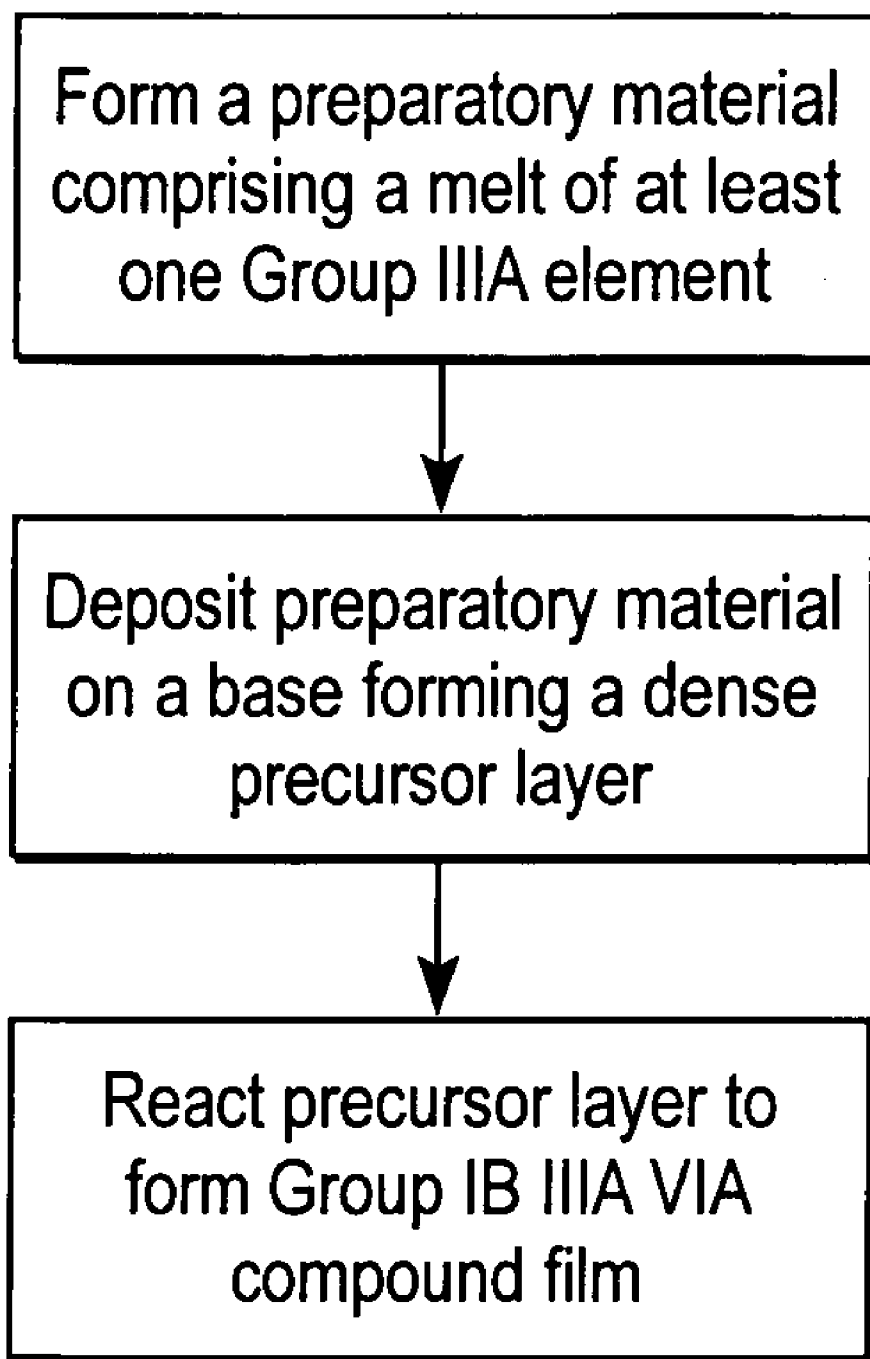 Form a preparatory material
comprising a melt of at least
one Group IIIA element
Deposit preparatory material
on a base forming a dense
precursor layer
React precursor layer to
form Group IB IIIA VIA
compound film